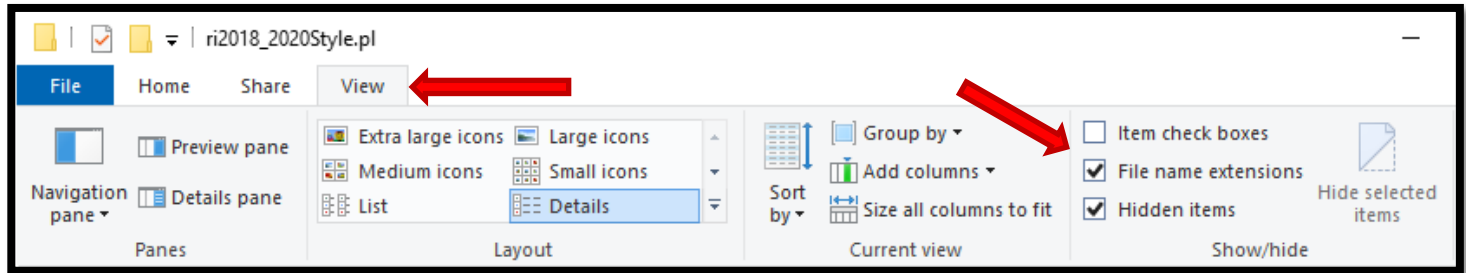 ri2018_2020Style.pl
File Home Share View
Preview pane
Navigation pane
Details pane
Panes
Extra large icons Large icons
Medium icons Small icons
List Details
Layout
Sort by
Group by
Add columns
Size all columns to fit
Current view
Item check boxes
File name extensions
Hidden items
Hide selected items
Show/hide